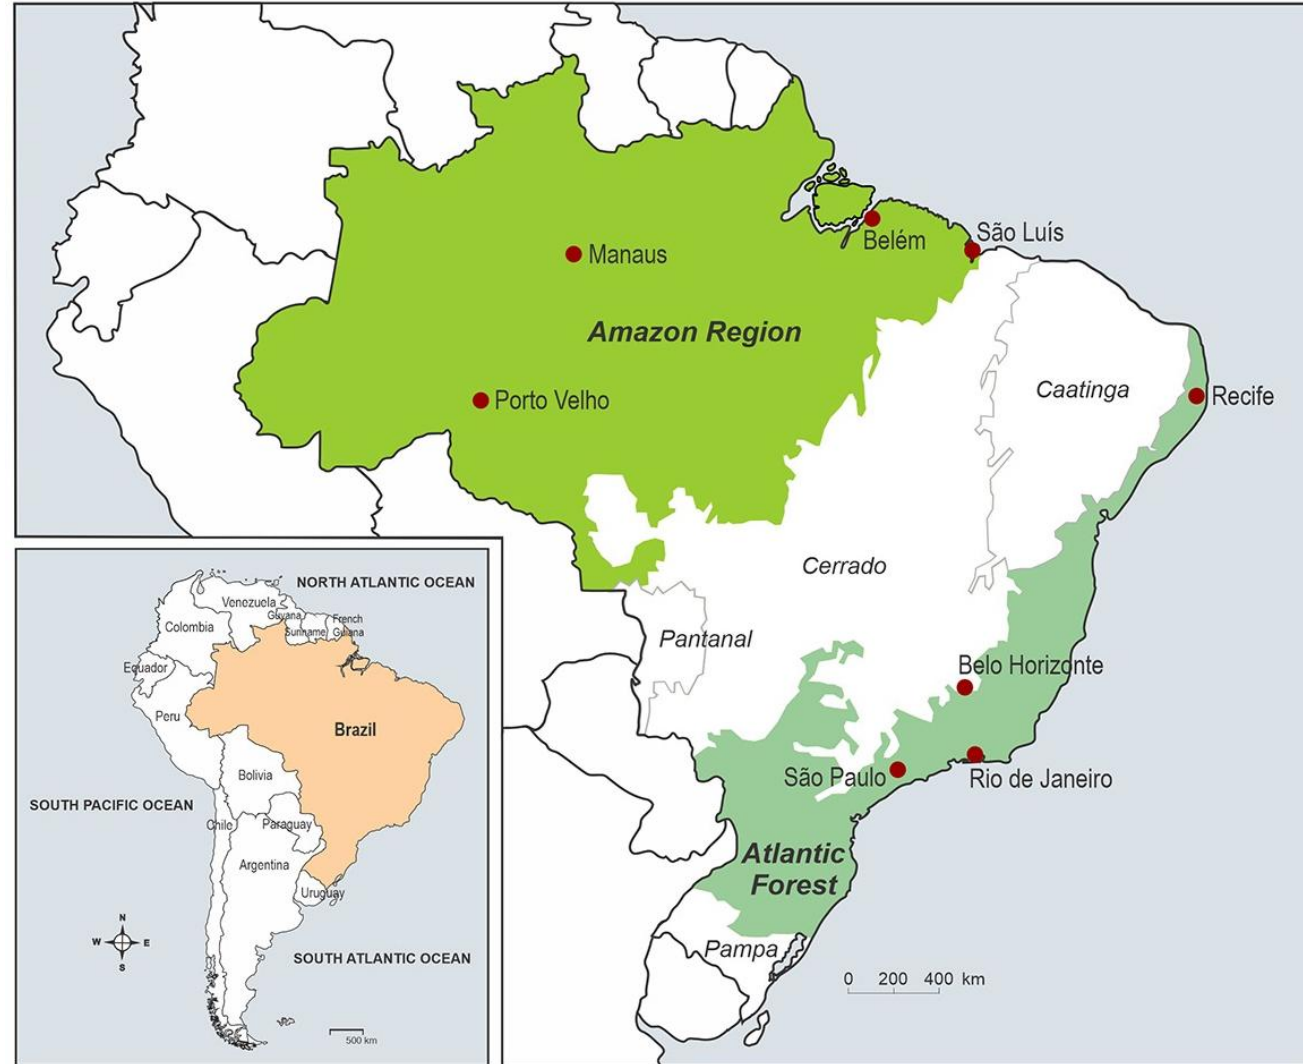 Belém
São Luís
Manaus
Amazon Region
Porto Velho
Caatinga
Recife
Cerrado
Pantanal
Belo Horizonte
São Paulo
Rio de Janeiro
Atlantic
Forest
Pampa
0 200 400 km
NORTH ATLANTIC OCEAN
Venezuela
Guyana
French
Guiana
Suriname
Colombia
Equador
Peru
Brazil
Bolivia
SOUTH PACIFIC OCEAN
Chile
Paraguay
Argentina
Uruguay
N
W
E
S
SOUTH ATLANTIC OCEAN
500 km